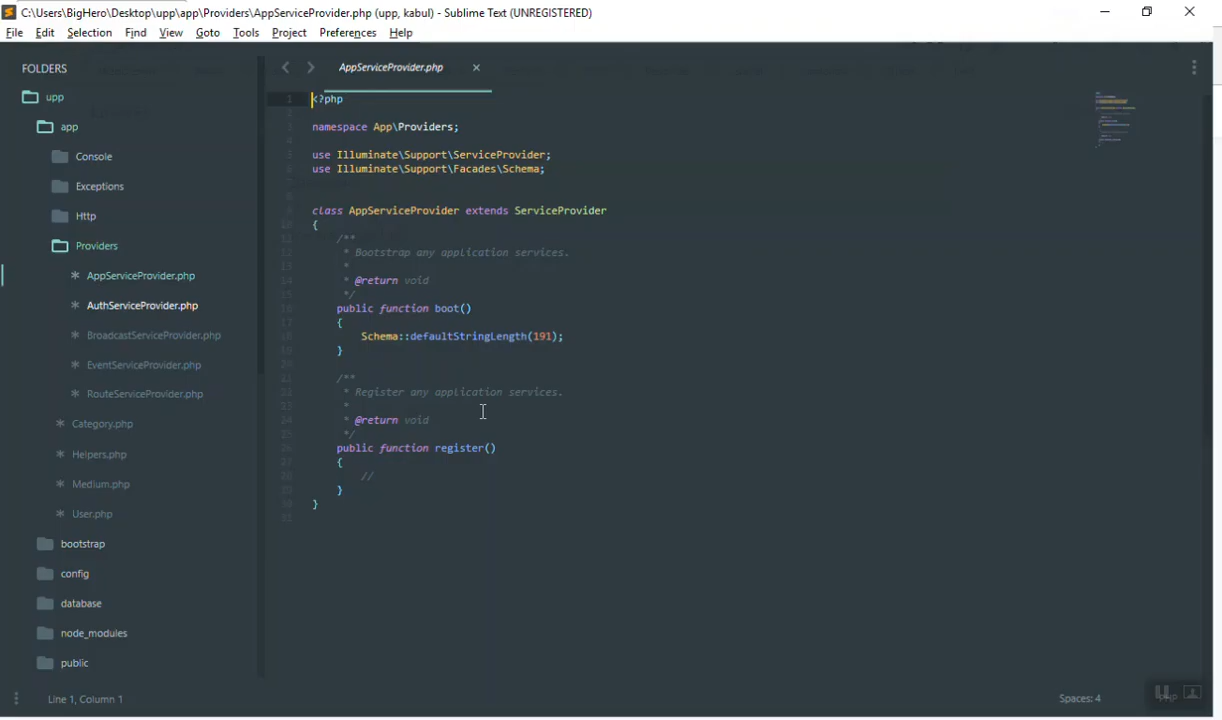 C:\Users\BigHero\Desktop\upp\app\Providers\AppServiceProvider.php (upp, kabul) - Sublime Text (UNREGISTERED)
File Edit Selection Find View Goto Tools Project Preferences Help
FOLDERS
upp
app
Console
Exceptions
Http
Providers
* AppServiceProvider.php
* AuthServiceProvider.php
* BroadcastServiceProvider.php
* EventServiceProvider.php
* RouteServiceProvider.php
* Category.php
* Helpers.php
* Medium.php
* User.php
bootstrap
config
database
node_modules
public
AppServiceProvider.php
<?php
namespace App\Providers;
use Illuminate\Support\ServiceProvider;
use Illuminate\Support\Facades\Schema;
class AppServiceProvider extends ServiceProvider
{
/**
* Bootstrap any application services.
*
* @return void
*/
public function boot()
{
Schema::defaultStringLength(191);
}
/**
* Register any application services.
*
* @return void
*/
public function register()
{
//
}
}
Line 1, Column 1
Spaces: 4
PHP